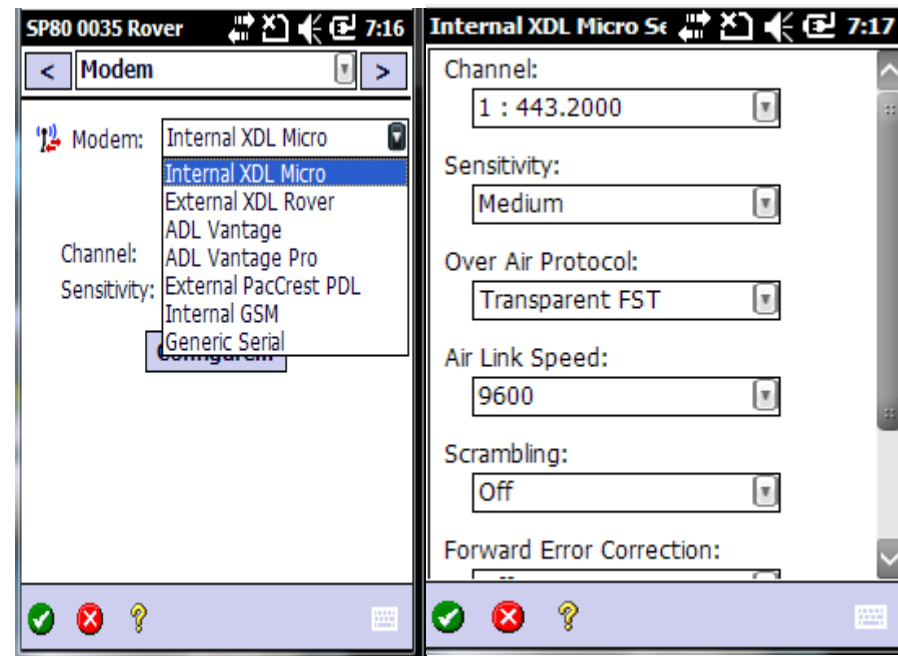 SP80 0035 Rover 7:16
< Modem >
Modem: Internal XDL Micro
Internal XDL Micro
External XDL Rover
ADL Vantage
Channel: ADL Vantage Pro
Sensitivity: External PacCrest PDL
Internal GSM
Generic Serial
Internal XDL Micro Se 7:17
Channel:
1 : 443.2000
Sensitivity:
Medium
Over Air Protocol:
Transparent FST
Air Link Speed:
9600
Scrambling:
Off
Forward Error Correction: